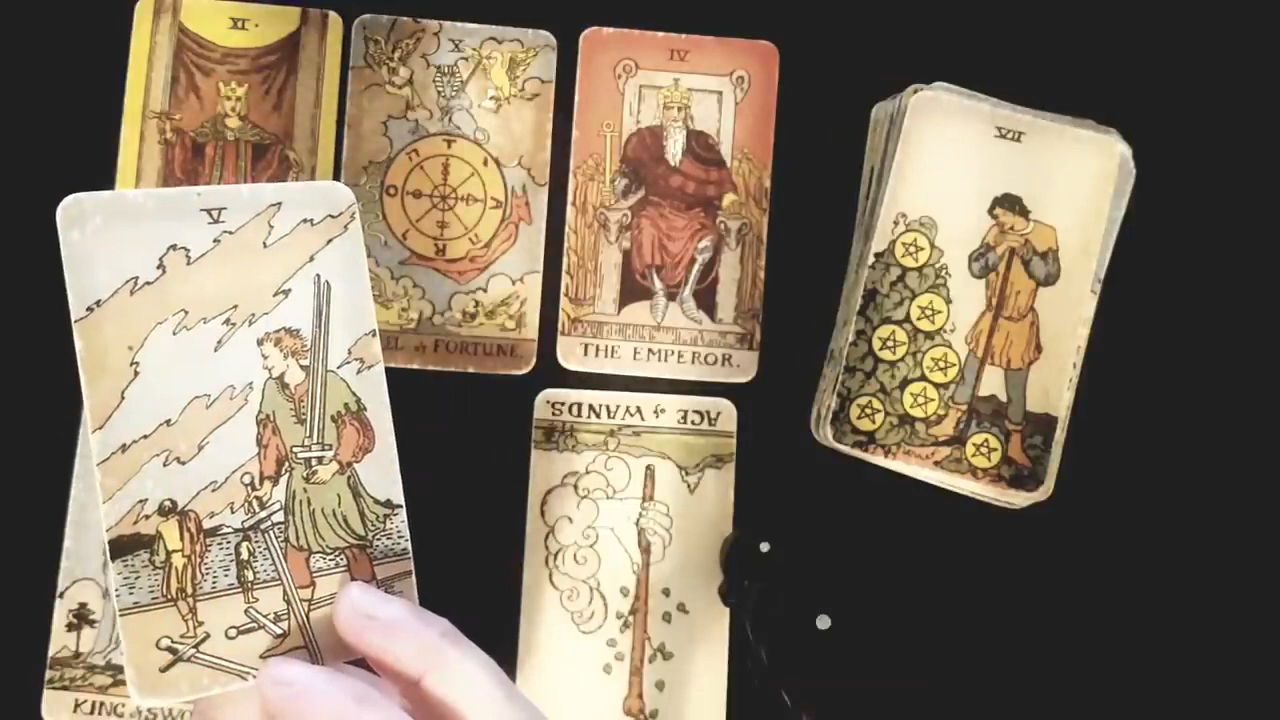 XI.
X
IV
VII
V
EL of FORTUNE.
THE EMPEROR.
ACE of WANDS.
KING of SWO